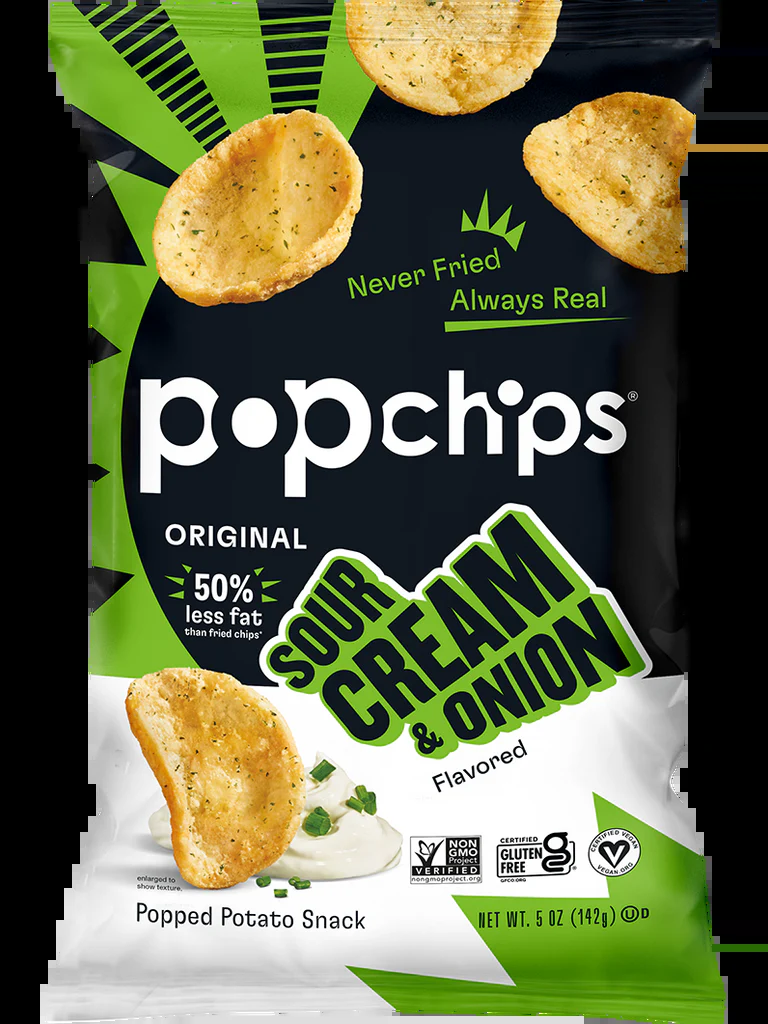 Never Fried
Always Real
popchips®
ORIGINAL
50%
less fat
than fried chips*
SOUR
CREAM
& ONION
Flavored
enlarged to
show texture.
Popped Potato Snack
NON
GMO
Project
VERIFIED
nongmoproject.org
CERTIFIED
GLUTEN
FREE
GFCO.ORG
CERTIFIED VEGAN
VEGAN.ORG
NET WT. 5 OZ (142g) UD